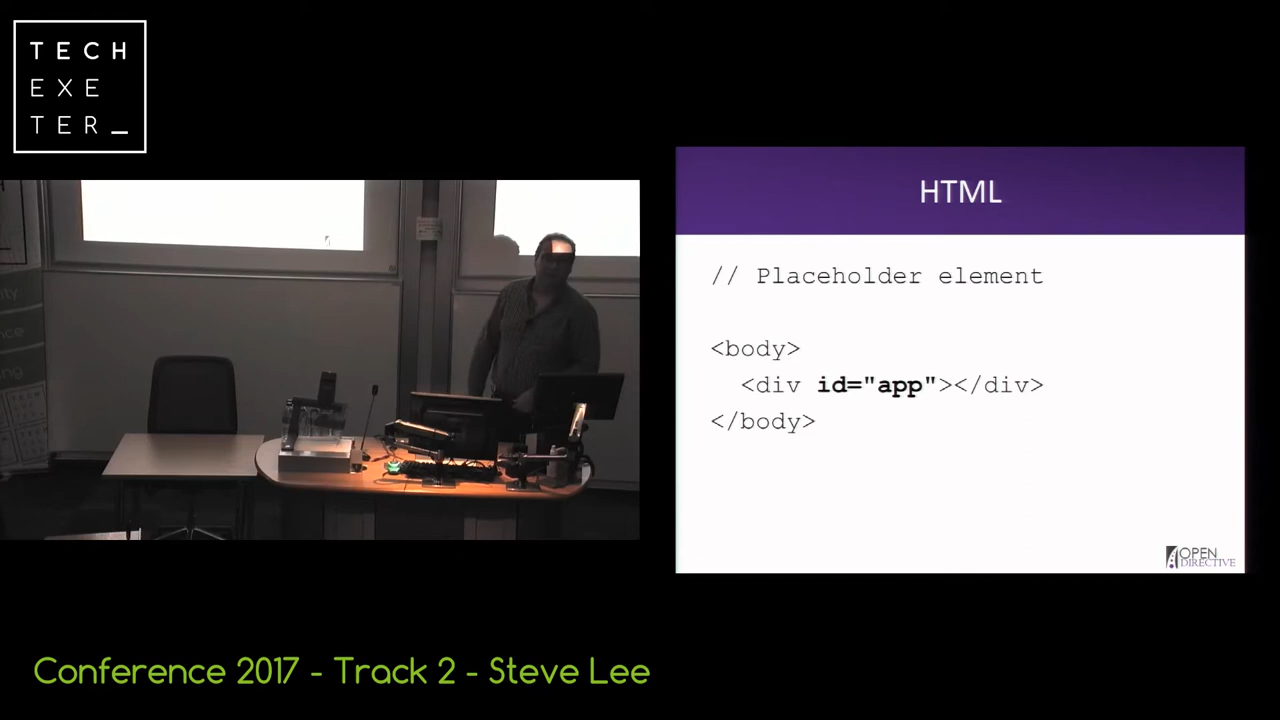 TECH
EXE
TER_
HTML
// Placeholder element
<body>
<div id="app"></div>
</body>
OPEN
DIRECTIVE
Conference 2017 - Track 2 - Steve Lee